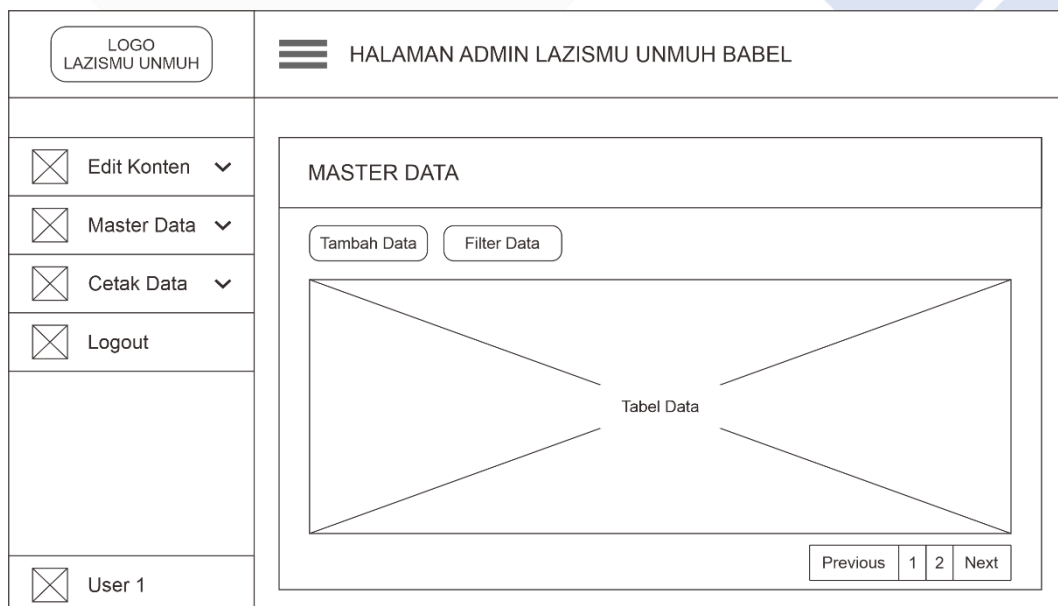 LOGO
LAZISMU UNMUH
HALAMAN ADMIN LAZISMU UNMUH BABEL
Edit Konten
Master Data
Cetak Data
Logout
User 1
MASTER DATA
Tambah Data
Filter Data
Tabel Data
Previous 1 2 Next